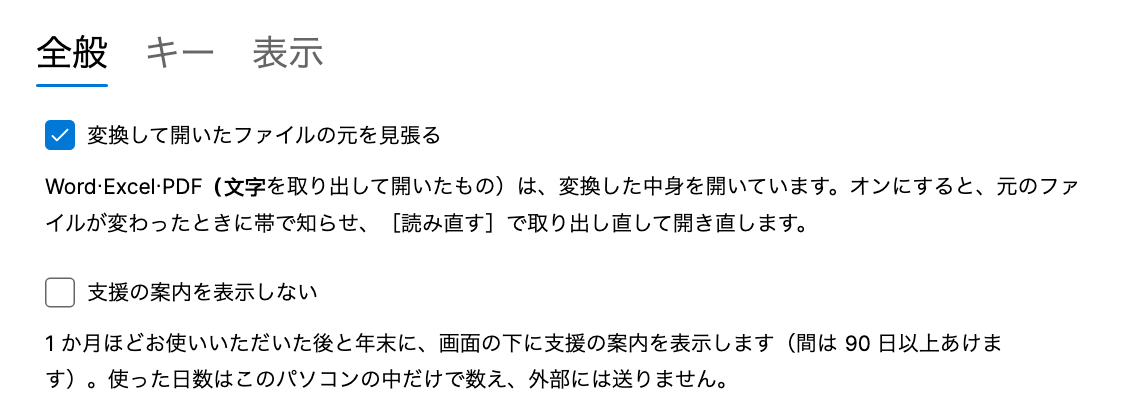 全般 キー 表示
変換して開いたファイルの元を見張る
Word·Excel·PDF（文字を取り出して開いたもの）は、変換した中身を開いています。オンにすると、元のファ
イルが変わったときに帯で知らせ、［読み直す］で取り出し直して開き直します。
支援の案内を表示しない
1 か月ほどお使いいただいた後と年末に、画面の下に支援の案内を表示します（間は 90 日以上あけま
す）。使った日数はこのパソコンの中だけで数え、外部には送りません。